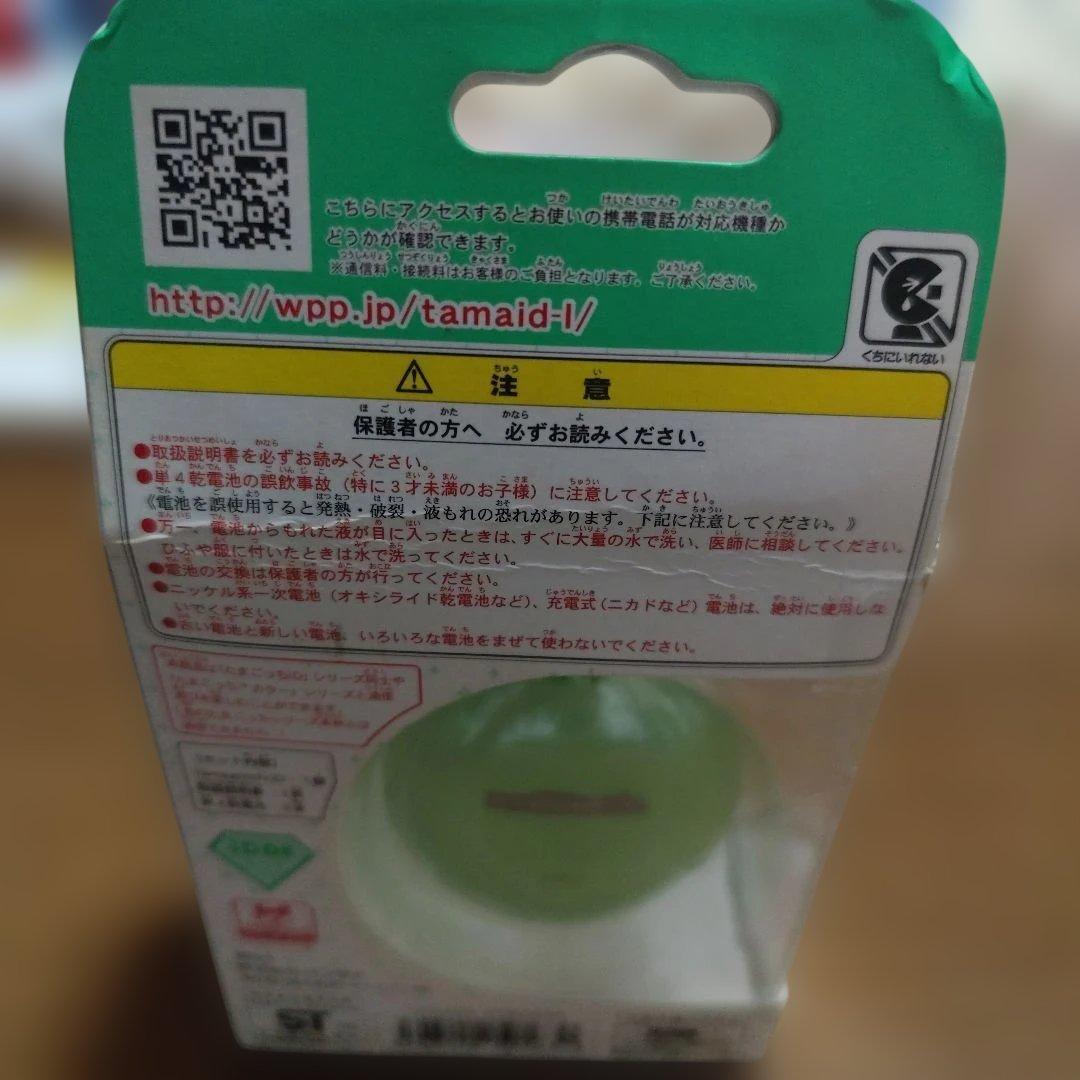 こちらにアクセスするとお使いの携帯電話が対応機種か
どうかが確認できます。
※通信料・接続料はお客様のご負担となります。ご了承ください。
http://wpp.jp/tamaid-l/
くちにいれない
注意
保護者の方へ 必ずお読みください。
●取扱説明書を必ずお読みください。
●単4乾電池の誤飲事故（特に3才未満のお子様）に注意してください。
《電池を誤使用すると発熱・破裂・液もれの恐れがあります。下記に注意してください。》
●万一、電池からもれた液が目に入ったときは、すぐに大量の水で洗い、医師に相談してください。
ひふや服に付いたときは水で洗ってください。
●電池の交換は保護者の方が行ってください。
●ニッケル系一次電池（オキシライド乾電池など）、充電式（ニカドなど）電池は、絶対に使用しな
いでください。
●古い電池と新しい電池、いろいろな電池をまぜて使わないでください。
ST